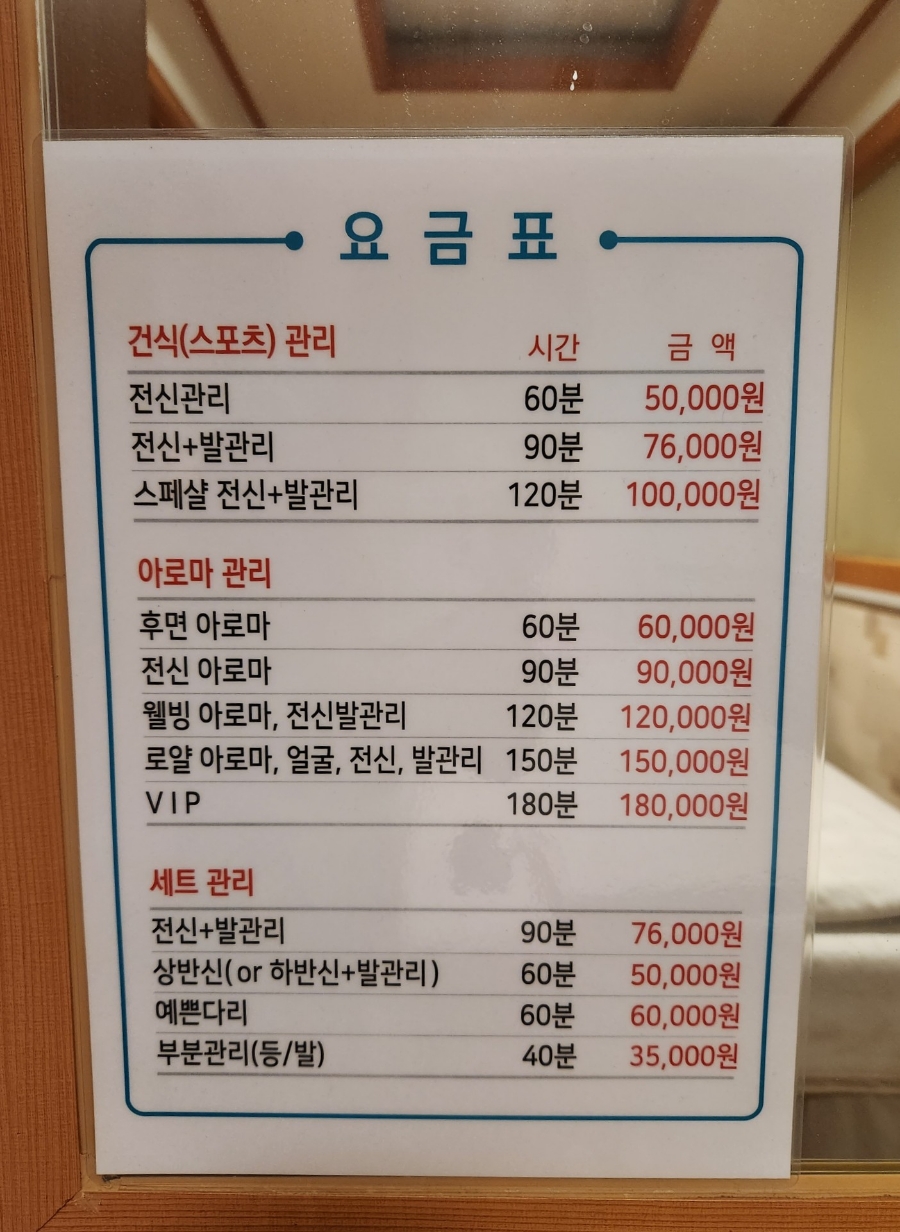 요금표
건식(스포츠) 관리 시간 금액
전신관리 60분 50,000원
전신+발관리 90분 76,000원
스페샬 전신+발관리 120분 100,000원
아로마 관리
후면 아로마 60분 60,000원
전신 아로마 90분 90,000원
웰빙 아로마, 전신발관리 120분 120,000원
로얄 아로마, 얼굴, 전신, 발관리 150분 150,000원
VIP 180분 180,000원
세트 관리
전신+발관리 90분 76,000원
상반신(or 하반신+발관리) 60분 50,000원
예쁜다리 60분 60,000원
부분관리(등/발) 40분 35,000원